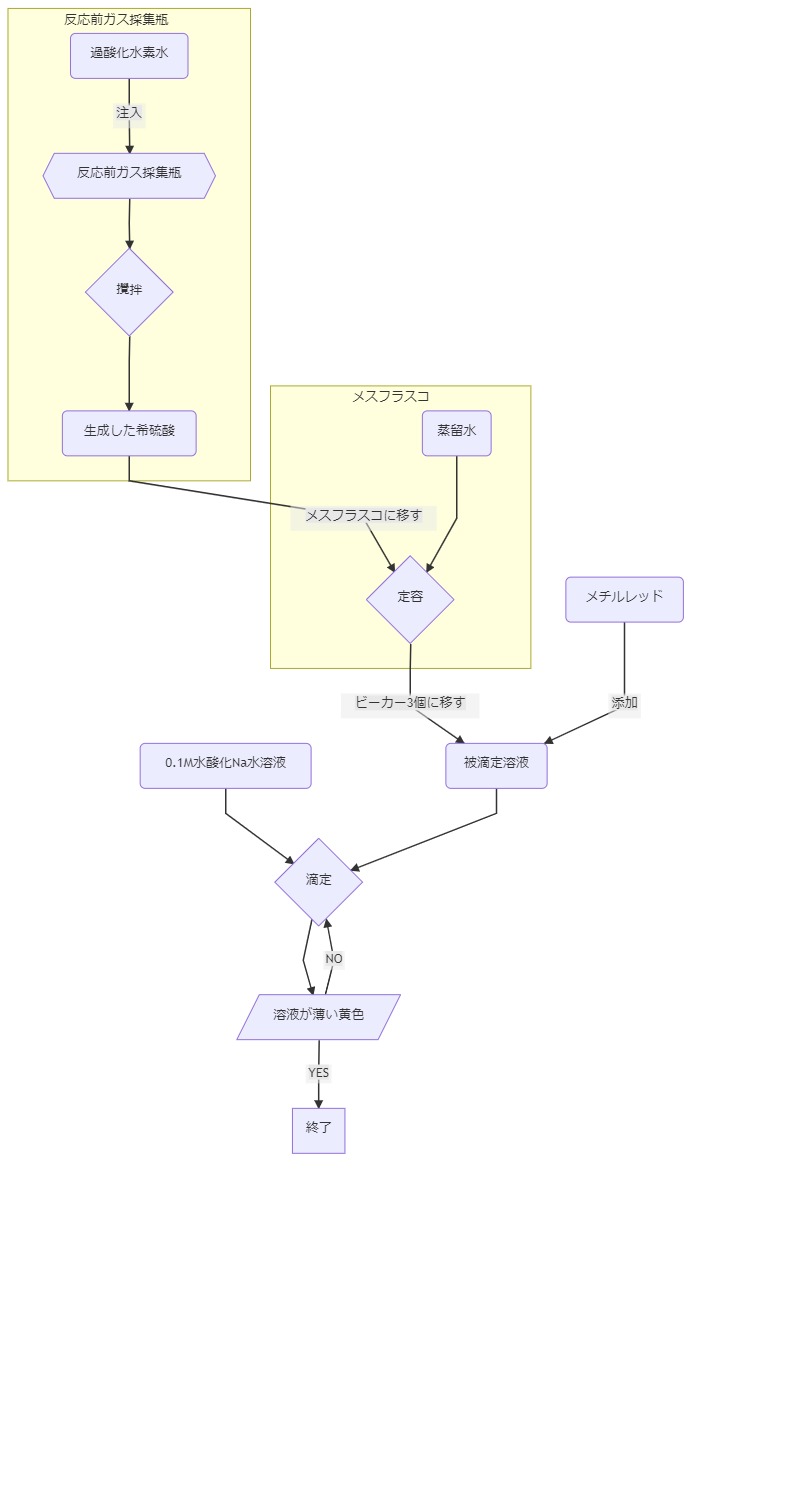 反応前ガス採集瓶
過酸化水素水
注入
反応前ガス採集瓶
攪拌
生成した希硫酸
メスフラスコ
蒸留水
メスフラスコに移す
定容
メチルレッド
ビーカー3個に移す
添加
0.1M水酸化Na水溶液
被滴定溶液
滴定
NO
溶液が薄い黄色
YES
終了